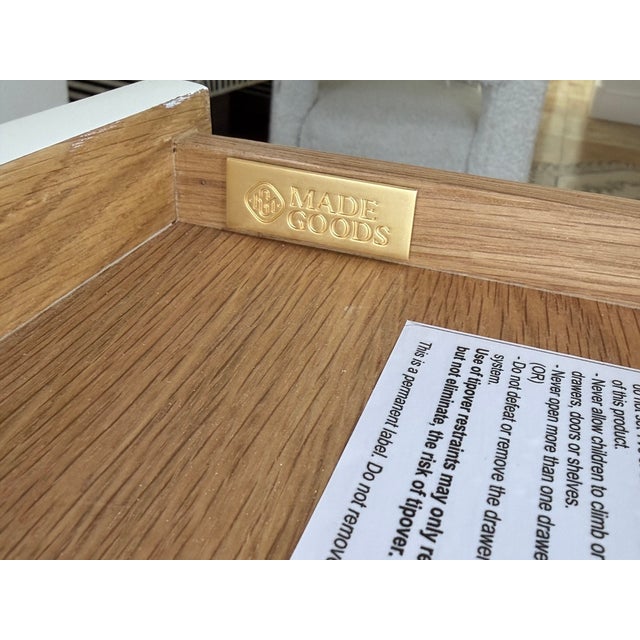 MADE
GOODS
of this product.
- Never allow children to climb or
drawers, doors or shelves.
- Never open more than one drawe
(OR)
- Do not defeat or remove the drawer
system.
Use of tipover restraints may only re
but not eliminate, the risk of tipover.
This is a permanent label. Do not remove